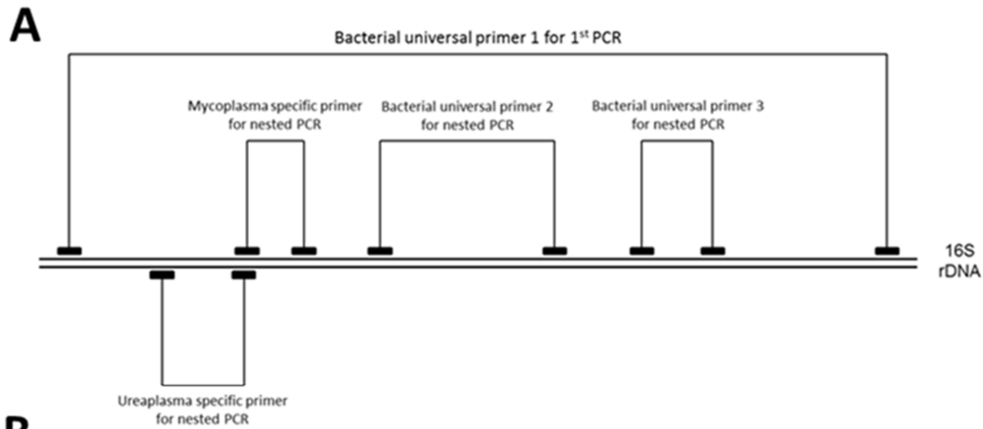 A
Bacterial universal primer 1 for 1st PCR
Mycoplasma specific primer
for nested PCR
Bacterial universal primer 2
for nested PCR
Bacterial universal primer 3
for nested PCR
16S
rDNA
Ureaplasma specific primer
for nested PCR
B